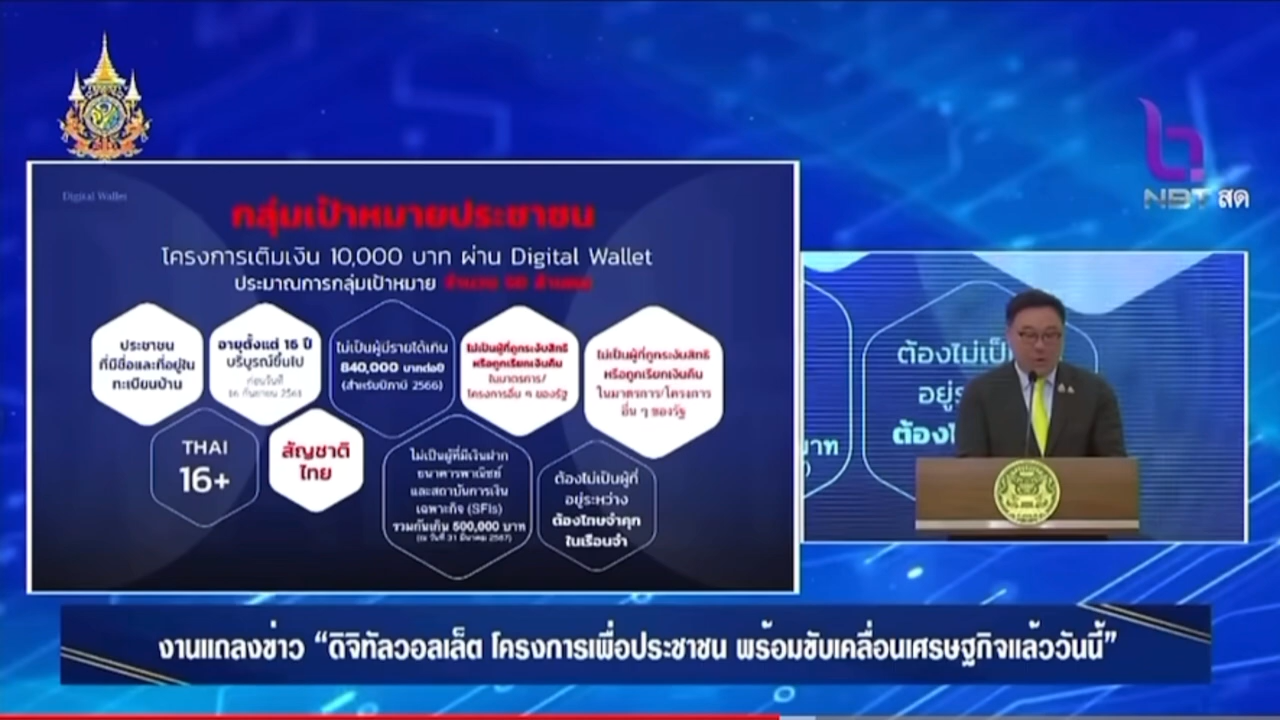 NBT สด
Digital Wallet
กลุ่มเป้าหมายประชาชน
โครงการเติมเงิน 10,000 บาท ผ่าน Digital Wallet
ประมาณการกลุ่มเป้าหมาย
ประชาชน
ที่มีชื่อและที่อยู่ใน
ทะเบียนบ้าน
อายุตั้งแต่ 16 ปี
บริบูรณ์ขึ้นไป
ไม่เป็นผู้มีรายได้เกิน
840,000 บาทต่อปี
(สำหรับปีภาษี 2566)
ไม่เป็นผู้ที่ถูกระงับสิทธิ
หรือถูกเรียกเงินคืน
ในมาตรการ/
โครงการอื่น ๆ ของรัฐ
ไม่เป็นผู้ที่ถูกระงับสิทธิ
หรือถูกเรียกเงินคืน
ในมาตรการ/โครงการ
อื่น ๆ ของรัฐ
THAI
16+
สัญชาติ
ไทย
ไม่เป็นผู้ที่มีเงินฝาก
ธนาคารพาณิชย์
และสถาบันการเงิน
เฉพาะกิจ (SFIs)
รวมกันเกิน 500,000 บาท
(ณ วันที่ 31 มีนาคม 2567)
ต้องไม่เป็นผู้ที่
อยู่ระหว่าง
ต้องโทษจำคุก
ในเรือนจำ
งานแถลงข่าว “ดิจิทัลวอลเล็ต โครงการเพื่อประชาชน พร้อมขับเคลื่อนเศรษฐกิจแล้ววันนี้”